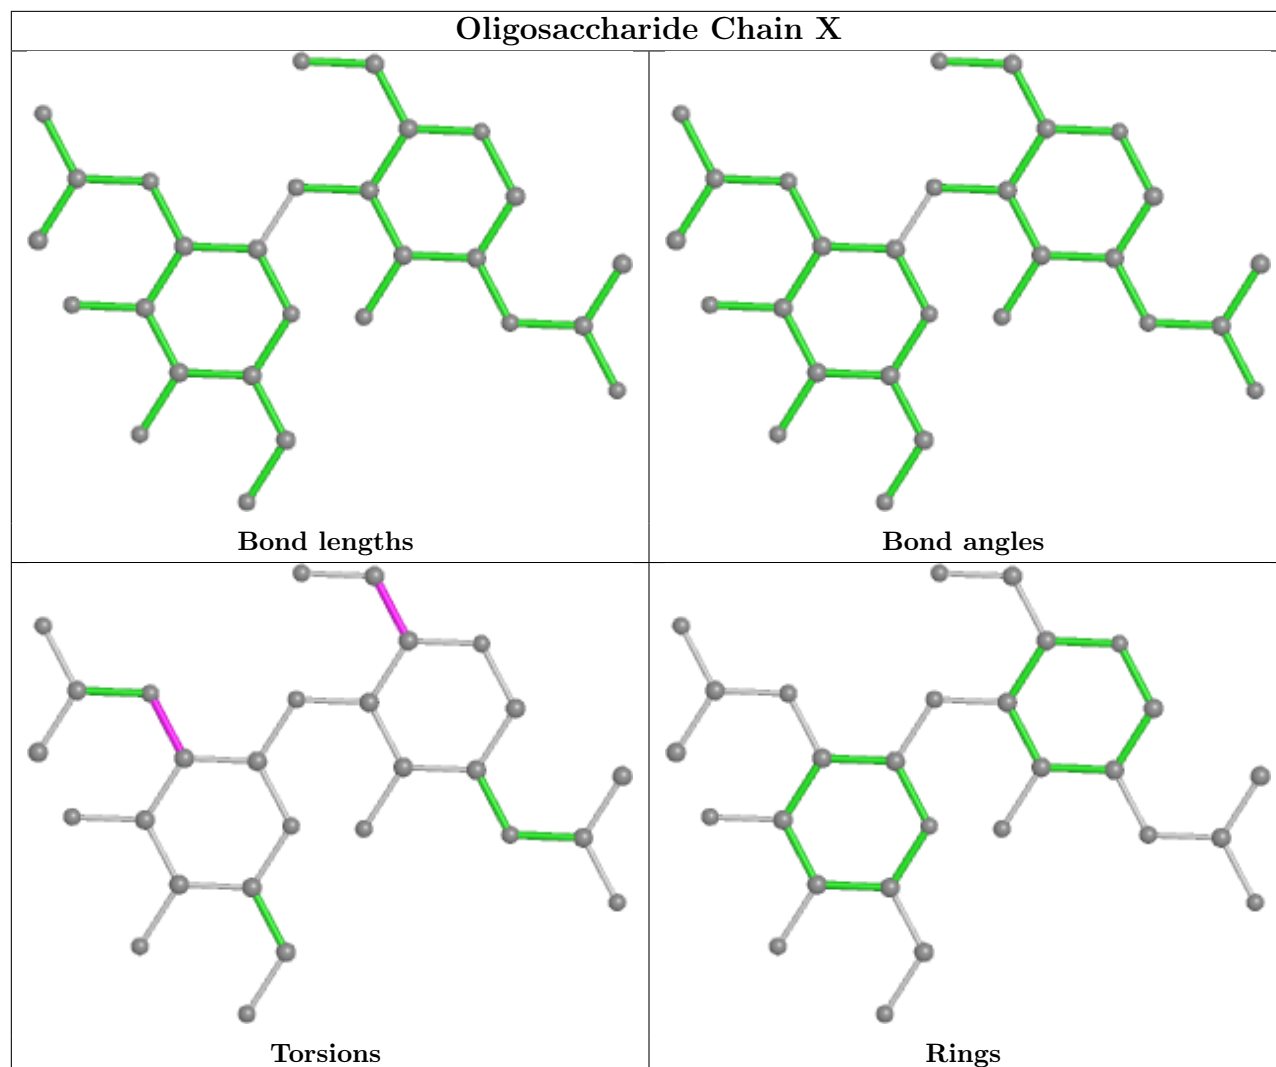 Oligosaccharide Chain X
Bond lengths
Bond angles
Torsions
Rings